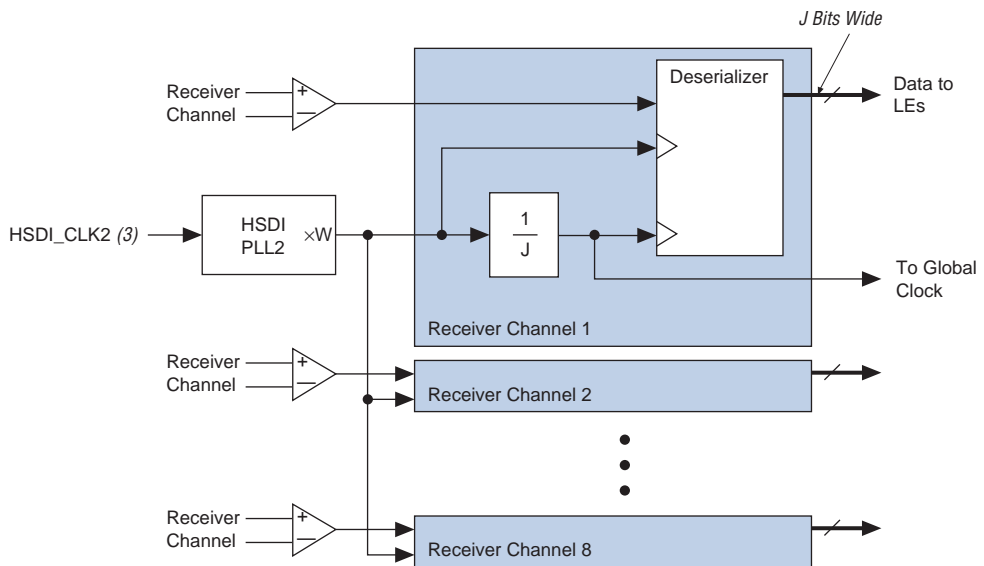 J Bits Wide
Deserializer
Receiver
Channel
+
–
Data to
LEs
HSDI_CLK2 (3)
HSDI
PLL2
×W
1
J
To Global
Clock
Receiver Channel 1
Receiver
Channel
+
–
Receiver Channel 2
Receiver
Channel
+
–
Receiver Channel 8